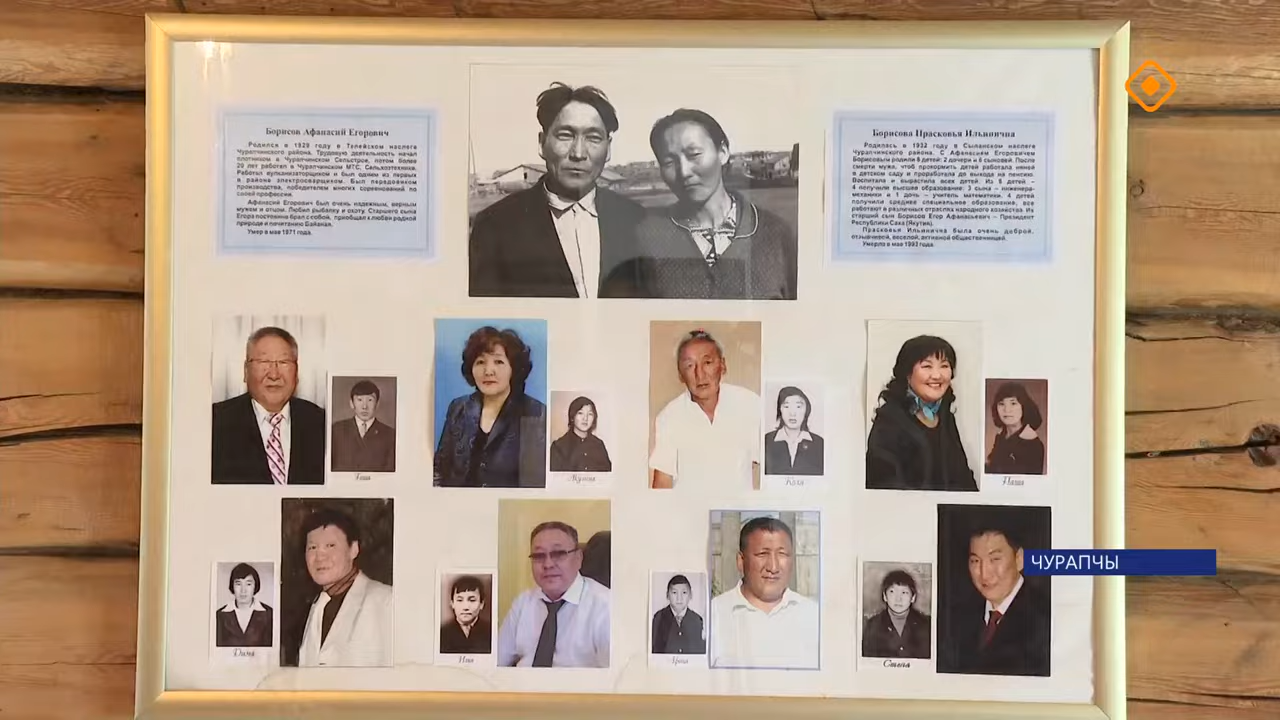 Борисов Афанасий Егорович
Родился в 1929 году в Телейском наслеге
Чурапчинского района. Трудовую деятельность начал
плотником в Чурапчинском Сельстрое, потом более
20 лет работал в Чурапчинском МТС, Сельхозтехнике.
Работал вулканизаторщиком и был одним из первых
в районе электросварщиком. Был передовиком
производства, победителем многих соревнований по
своей профессии.
Афанасий Егорович был очень надежным, верным
мужем и отцом. Любил рыбалку и охоту. Старшего сына
Егора постоянно брал с собой, приобщал к любви родной
природе и почитанию Байаная.
Умер в мае 1971 года.
Борисова Прасковья Ильинична
Родилась в 1932 году в Сыланском наслеге
Чурапчинского района. С Афанасием Егоровичем
Борисовым родили 8 детей: 2 дочери и 6 сыновей. После
смерти мужа, чтоб прокормить детей работала няней
в детском саду и проработала до выхода на пенсию.
Воспитала и вырастила всех детей. Из 8 детей –
4 получили высшее образование: 3 сына – инженера-
механики и 1 дочь – учитель математики. 4 детей
получили среднее специальное образование, все
работают в различных отраслях народного хозяйства. Их
старший сын Борисов Егор Афанасьевич – Президент
Республики Саха (Якутия).
Прасковья Ильинична была очень доброй,
отзывчивой, веселой, активной общественницей.
Умерла в мае 1993 года.
Коля
Паша
ЧУРАПЧЫ
Дима
Степа